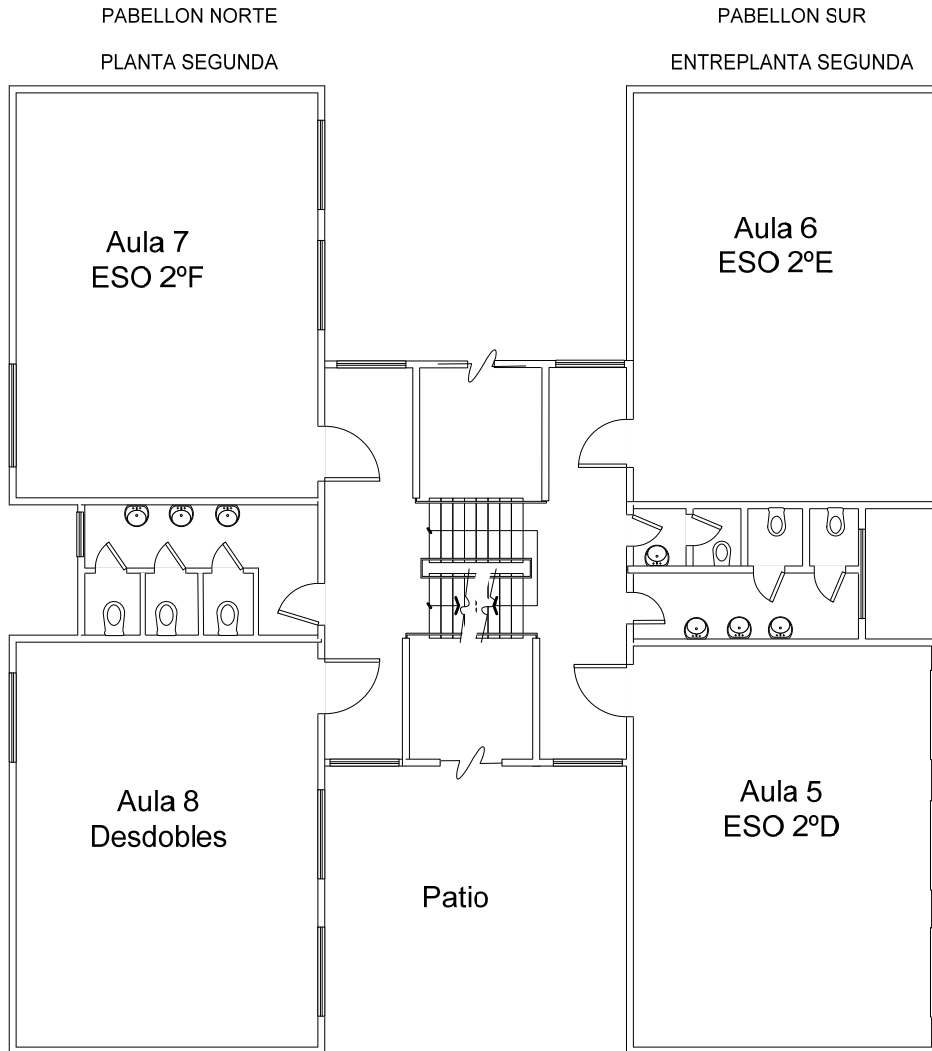 PABELLON NORTE
PLANTA SEGUNDA
PABELLON SUR
ENTREPLANTA SEGUNDA
Aula 7
ESO 2ºF
Aula 6
ESO 2ºE
Aula 8
Desdobles
Aula 5
ESO 2ºD
Patio